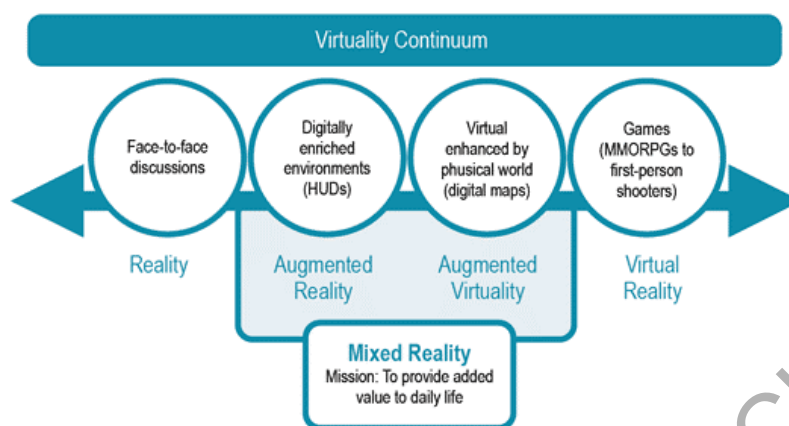 Virtuality Continuum
Face-to-face
discussions
Digitally
enriched
environments
(HUDs)
Virtual
enhanced by
phusical world
(digital maps)
Games
(MMORPGs to
first-person
shooters)
Reality
Augmented
Reality
Augmented
Virtuality
Virtual
Reality
Mixed Reality
Mission: To provide added
value to daily life